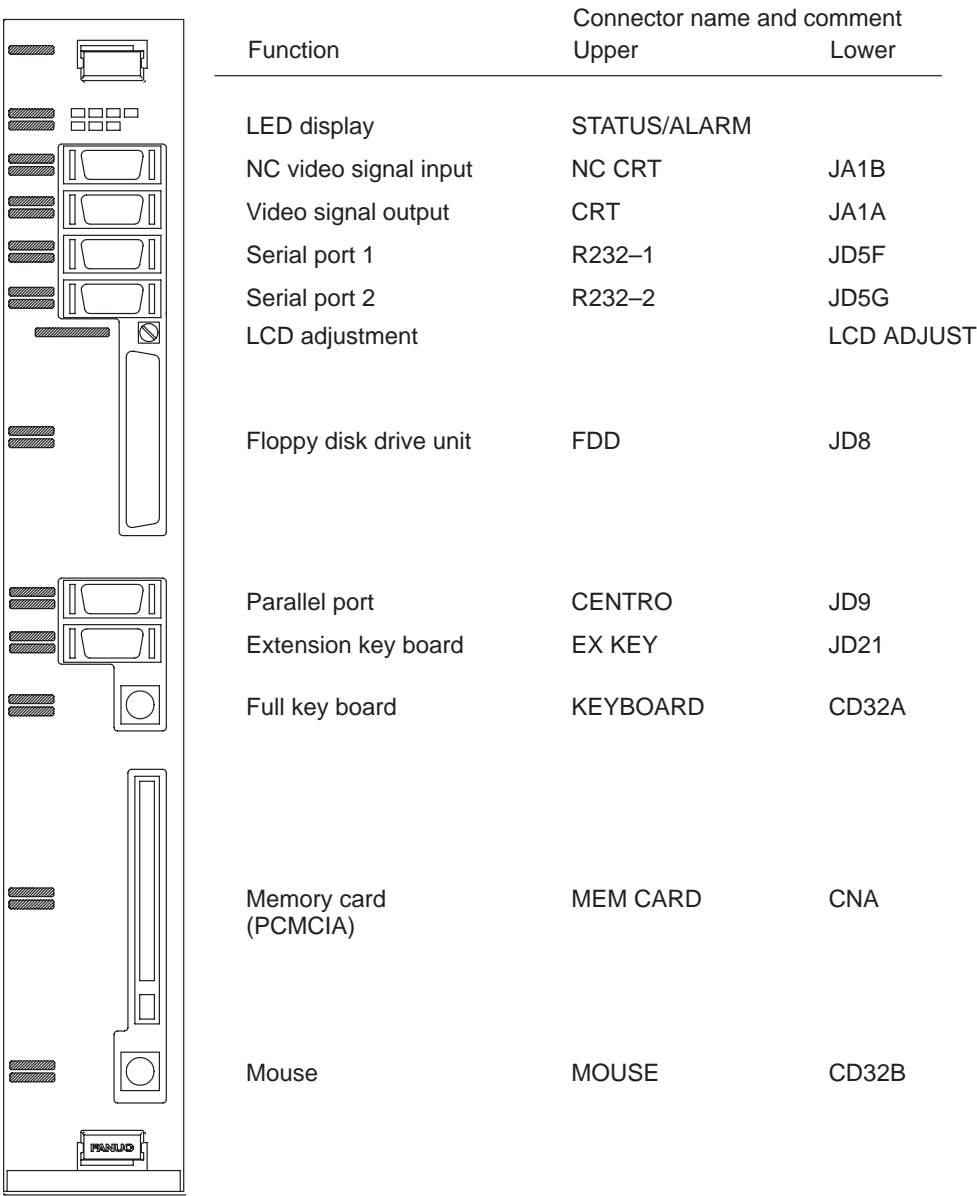 Connector name and comment
Function Upper Lower
LED display STATUS/ALARM
NC video signal input NC CRT JA1B
Video signal output CRT JA1A
Serial port 1 R232–1 JD5F
Serial port 2 R232–2 JD5G
LCD adjustment LCD ADJUST
Floppy disk drive unit FDD JD8
Parallel port CENTRO JD9
Extension key board EX KEY JD21
Full key board KEYBOARD CD32A
Memory card MEM CARD CNA
(PCMCIA)
Mouse MOUSE CD32B
FANUC